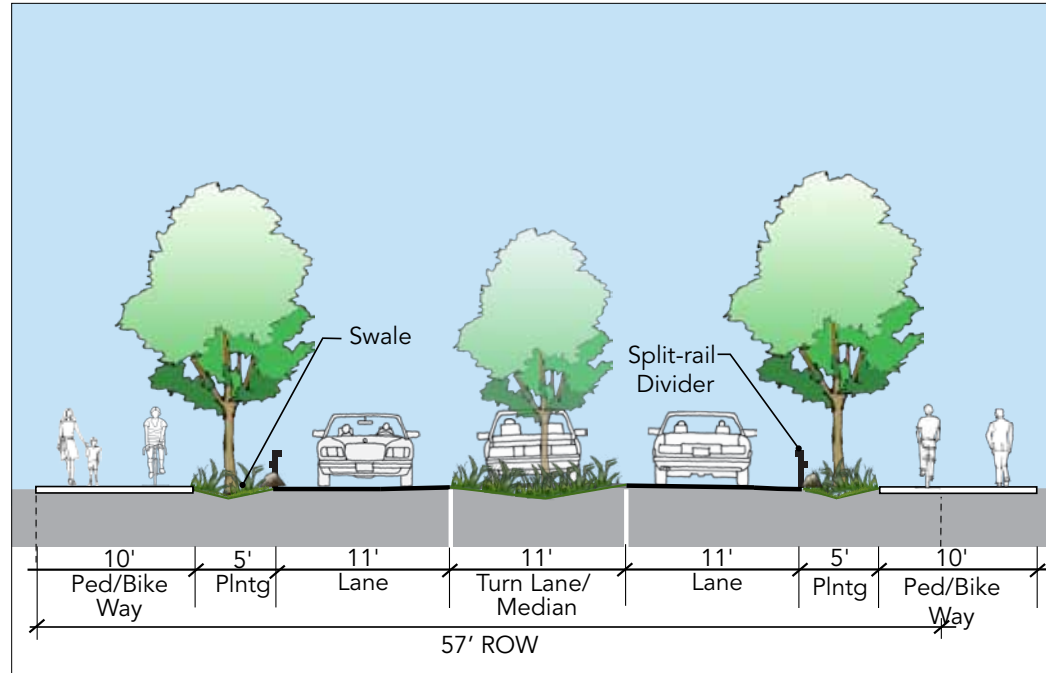 Swale
Split-rail
Divider
10'
5'
11'
11'
11'
5'
10'
Ped/Bike
Way
Plntg
Lane
Turn Lane/
Median
Lane
Plntg
Ped/Bike
Way
57' ROW